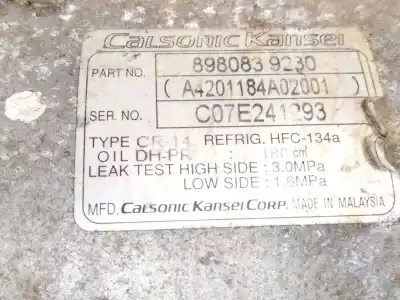 Calsonic Kansei
PART NO. 898083 9230
( A4201184A02001 )
SER NO. C07E241293
TYPE CR-14 REFRIG. HFC-134a
OIL DH-PR : 180 cm³
LEAK TEST HIGH SIDE : 3.0MPa
LOW SIDE : 1.6MPa
MFD. Calsonic Kansei Corp. MADE IN MALAYSIA